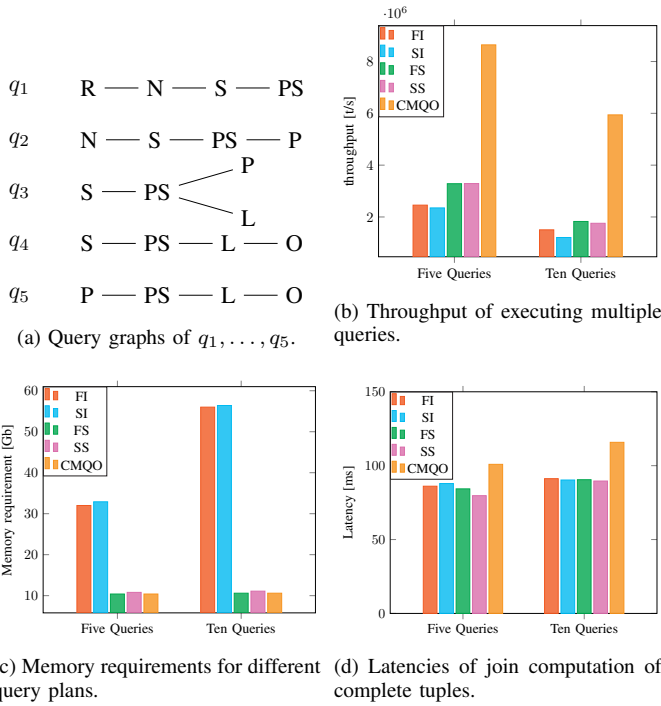 q1 R N S PS
q2 N S PS P
q3 S PS P L
q4 S PS L O
q5 P PS L O
(a) Query graphs of q1, . . . , q5.
·10^6
8
6
4
2
throughput [t/s]
FI
SI
FS
SS
CMQO
Five Queries Ten Queries
(b) Throughput of executing multiple
queries.
60
50
40
30
20
10
Memory requirement [Gb]
FI
SI
FS
SS
CMQO
Five Queries Ten Queries
c) Memory requirements for different
query plans.
150
100
50
0
Latency [ms]
FI
SI
FS
SS
CMQO
Five Queries Ten Queries
(d) Latencies of join computation of
complete tuples.